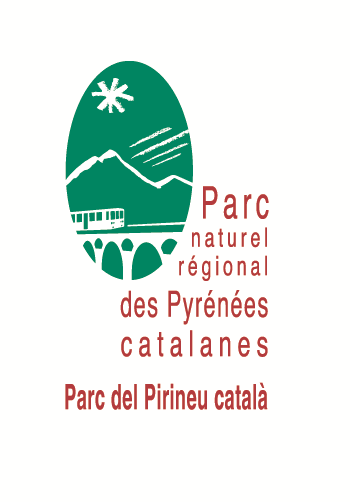 Parc
naturel
régional
des Pyrénées
catalanes
Parc del Pirineu català